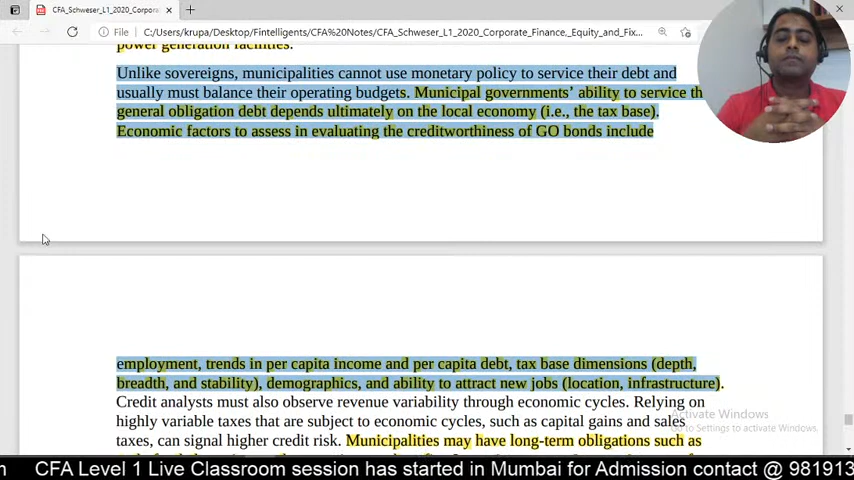 CFA_Schweser_L1_2020_Corpora
File
C:/Users/krupa/Desktop/Fintelligents/CFA%20Notes/CFA_Schweser_L1_2020_Corporate_Finance,_Equity_and_Fix...
power generation facilities.
Unlike sovereigns, municipalities cannot use monetary policy to service their debt and
usually must balance their operating budgets. Municipal governments' ability to service th
general obligation debt depends ultimately on the local economy (i.e., the tax base).
Economic factors to assess in evaluating the creditworthiness of GO bonds include
employment, trends in per capita income and per capita debt, tax base dimensions (depth,
breadth, and stability), demographics, and ability to attract new jobs (location, infrastructure).
Credit analysts must also observe revenue variability through economic cycles. Relying on
highly variable taxes that are subject to economic cycles, such as capital gains and sales
Activate Windows
Go to Settings to activate Windows.
taxes, can signal higher credit risk. Municipalities may have long-term obligations such as
CFA Level 1 Live Classroom session has started in Mumbai for Admission contact @ 981913